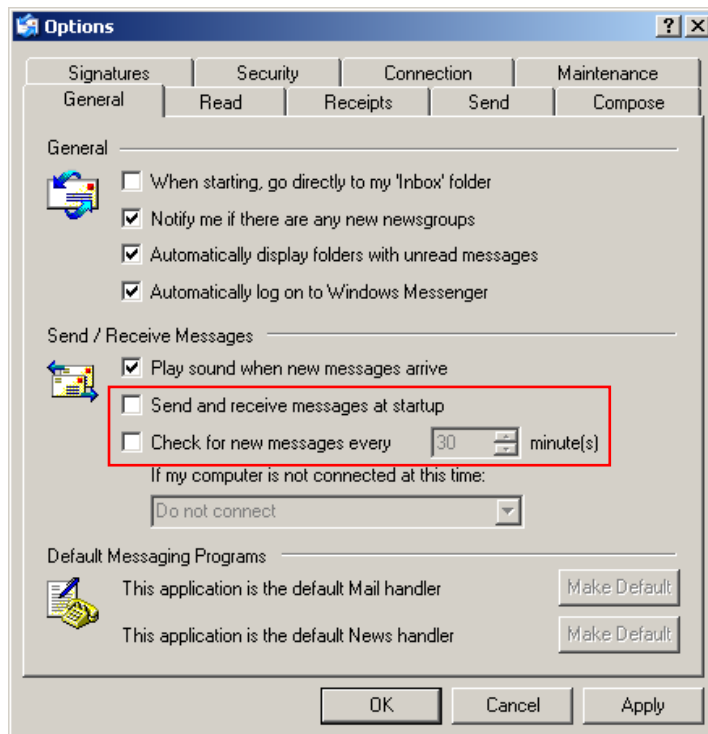 Options
Signatures Security Connection Maintenance
General Read Receipts Send Compose
General
When starting, go directly to my 'Inbox' folder
Notify me if there are any new newsgroups
Automatically display folders with unread messages
Automatically log on to Windows Messenger
Send / Receive Messages
Play sound when new messages arrive
Send and receive messages at startup
Check for new messages every 30 minute(s)
If my computer is not connected at this time:
Do not connect
Default Messaging Programs
This application is the default Mail handler Make Default
This application is the default News handler Make Default
OK Cancel Apply